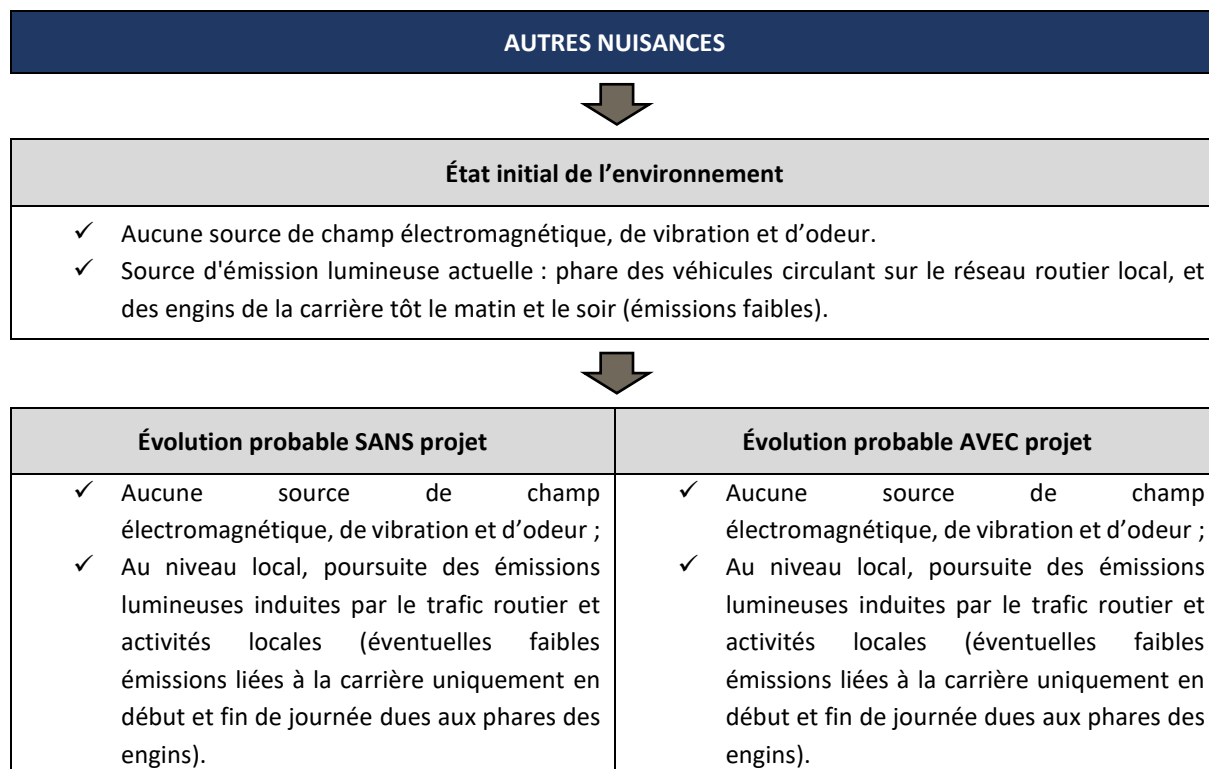 AUTRES NUISANCES
État initial de l’environnement
✓ Aucune source de champ électromagnétique, de vibration et d’odeur.
✓ Source d'émission lumineuse actuelle : phare des véhicules circulant sur le réseau routier local, et
des engins de la carrière tôt le matin et le soir (émissions faibles).
Évolution probable SANS projet
✓ Aucune source de champ
électromagnétique, de vibration et d’odeur ;
✓ Au niveau local, poursuite des émissions
lumineuses induites par le trafic routier et
activités locales (éventuelles faibles
émissions liées à la carrière uniquement en
début et fin de journée dues aux phares des
engins).
Évolution probable AVEC projet
✓ Aucune source de champ
électromagnétique, de vibration et d’odeur ;
✓ Au niveau local, poursuite des émissions
lumineuses induites par le trafic routier et
activités locales (éventuelles faibles
émissions liées à la carrière uniquement en
début et fin de journée dues aux phares des
engins).